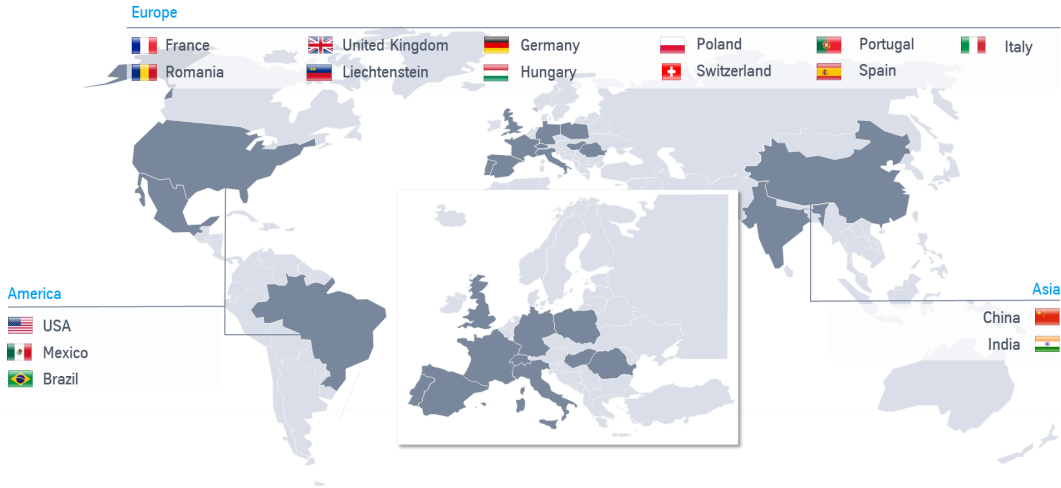 Europe
France United Kingdom Germany Poland Portugal Italy
Romania Liechtenstein Hungary Switzerland Spain
America
USA
Mexico
Brazil
Asia
China
India